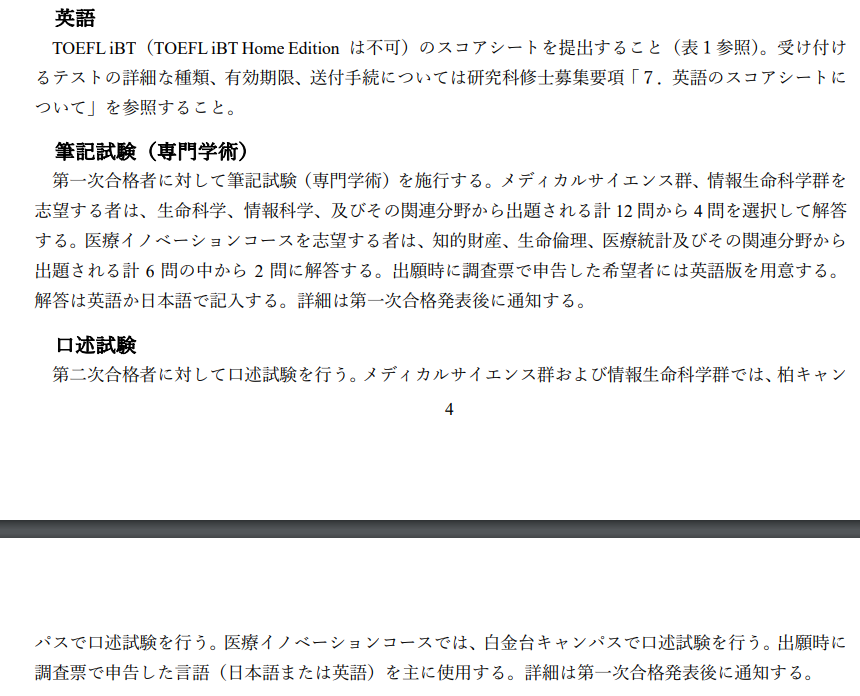 英語
TOEFL iBT（TOEFL iBT Home Edition は不可）のスコアシートを提出すること（表１参照）。受け付け
るテストの詳細な種類、有効期限、送付手続については研究科修士募集要項「７．英語のスコアシートに
ついて」を参照すること。
筆記試験（専門学術）
第一次合格者に対して筆記試験（専門学術）を施行する。メディカルサイエンス群、情報生命科学群を
志望する者は、生命科学、情報科学、及びその関連分野から出題される計 12 問から 4 問を選択して解答
する。医療イノベーションコースを志望する者は、知的財産、生命倫理、医療統計及びその関連分野から
出題される計 6 問の中から 2 問に解答する。出願時に調査票で申告した希望者には英語版を用意する。
解答は英語か日本語で記入する。詳細は第一次合格発表後に通知する。
口述試験
第二次合格者に対して口述試験を行う。メディカルサイエンス群および情報生命科学群では、柏キャン
4
パスで口述試験を行う。医療イノベーションコースでは、白金台キャンパスで口述試験を行う。出願時に
調査票で申告した言語（日本語または英語）を主に使用する。詳細は第一次合格発表後に通知する。